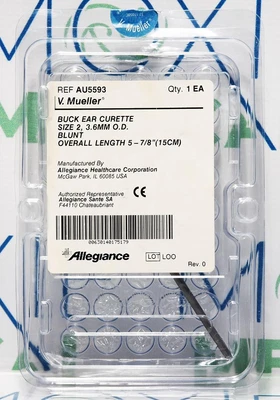 V. Mueller®
REF AU5593
Qty. 1 EA
V. Mueller®
BUCK EAR CURETTE
SIZE 2, 3.6MM O.D.
BLUNT
OVERALL LENGTH 5 – 7/8" (15CM)
Manufactured By
Allegiance Healthcare Corporation
McGaw Park, IL 60085 USA
Authorized Representative
Allegiance Sante SA
F44110 Chateaubriant
CE
00630140175179
Allegiance
LOT LOO
Rev. 0